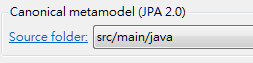 Canonical metamodel (JPA 2.0)
Source folder: src/main/java